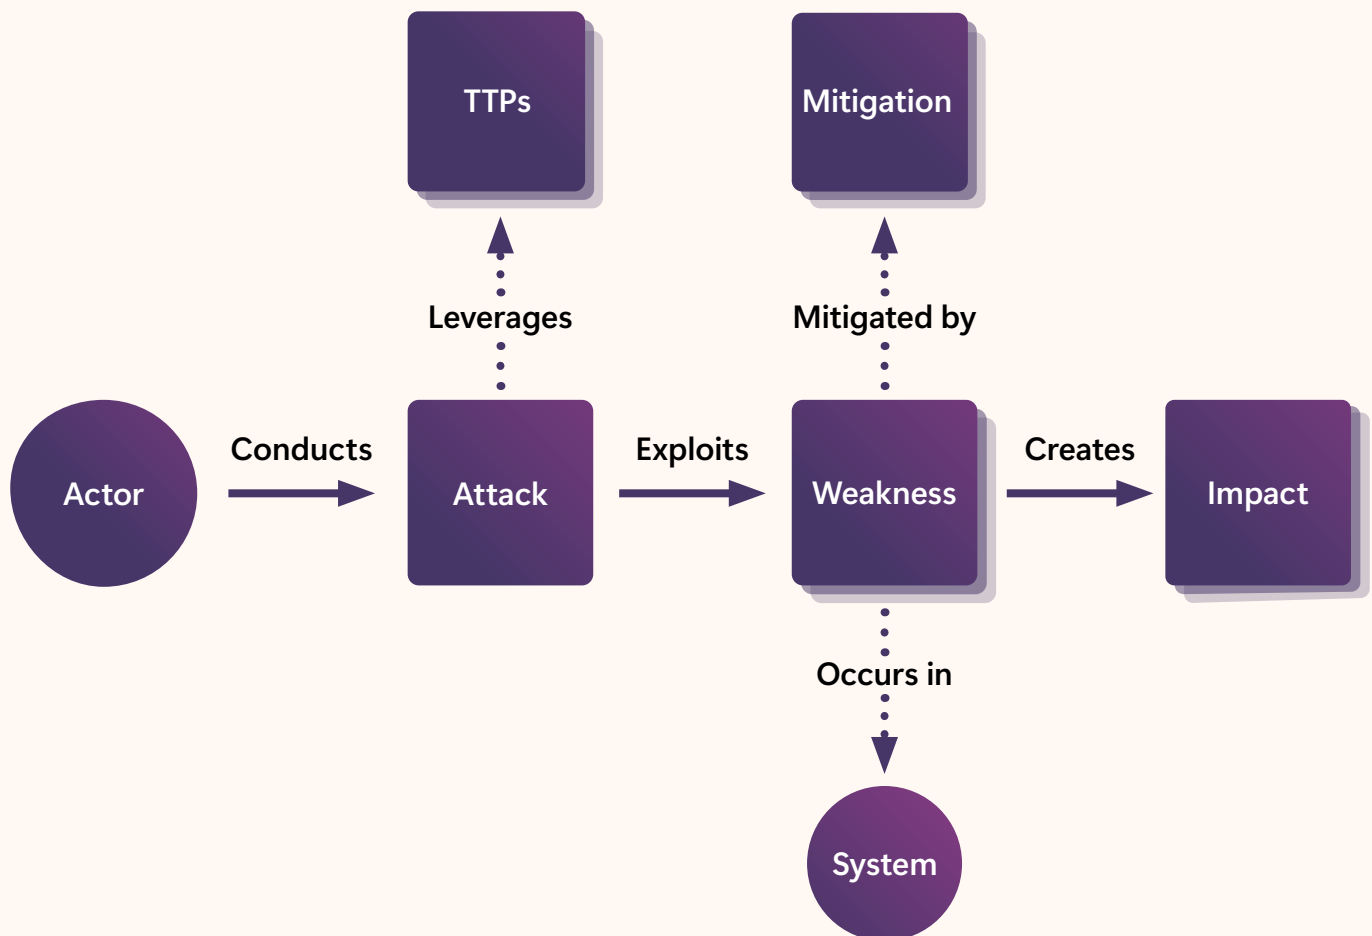 TTPs
Mitigation
Leverages
Mitigated by
Actor
Conducts
Attack
Exploits
Weakness
Creates
Impact
Occurs in
System